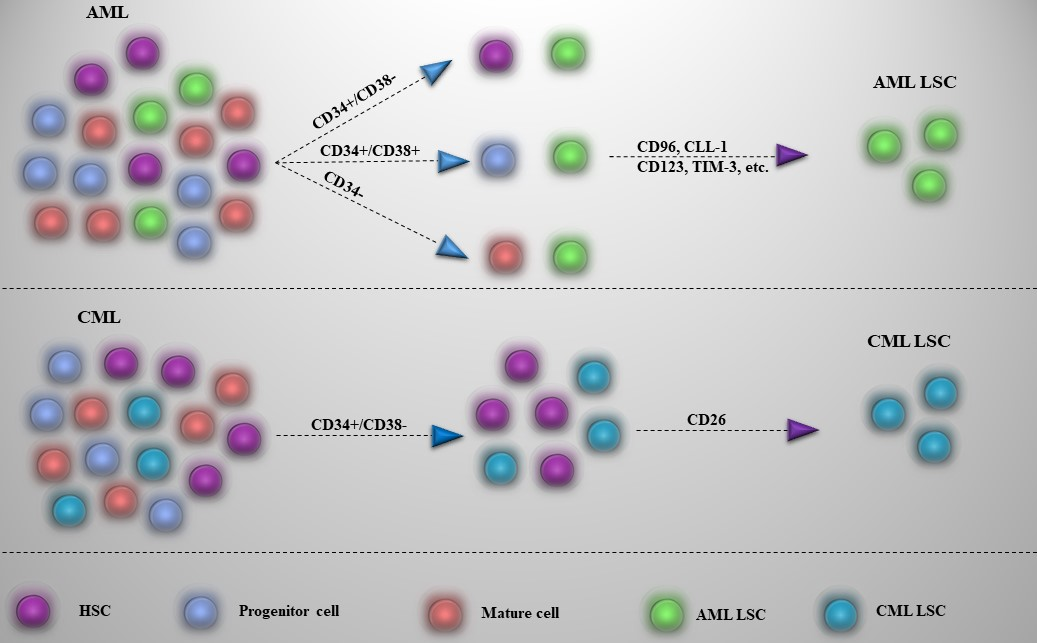 AML
CD34+/CD38-
CD34+/CD38+
CD34-
CD96, CLL-1
CD123, TIM-3, etc.
AML LSC
CML
CD34+/CD38-
CD26
CML LSC
HSC
Progenitor cell
Mature cell
AML LSC
CML LSC